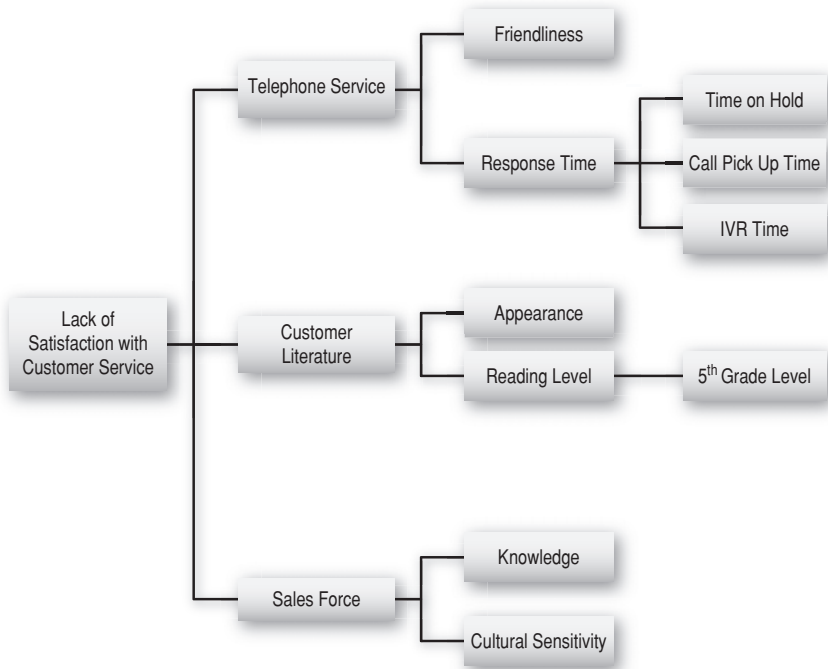 Friendliness
Telephone Service
Time on Hold
Response Time
Call Pick Up Time
IVR Time
Lack of
Satisfaction with
Customer Service
Customer
Literature
Appearance
Reading Level
5th Grade Level
Knowledge
Sales Force
Cultural Sensitivity